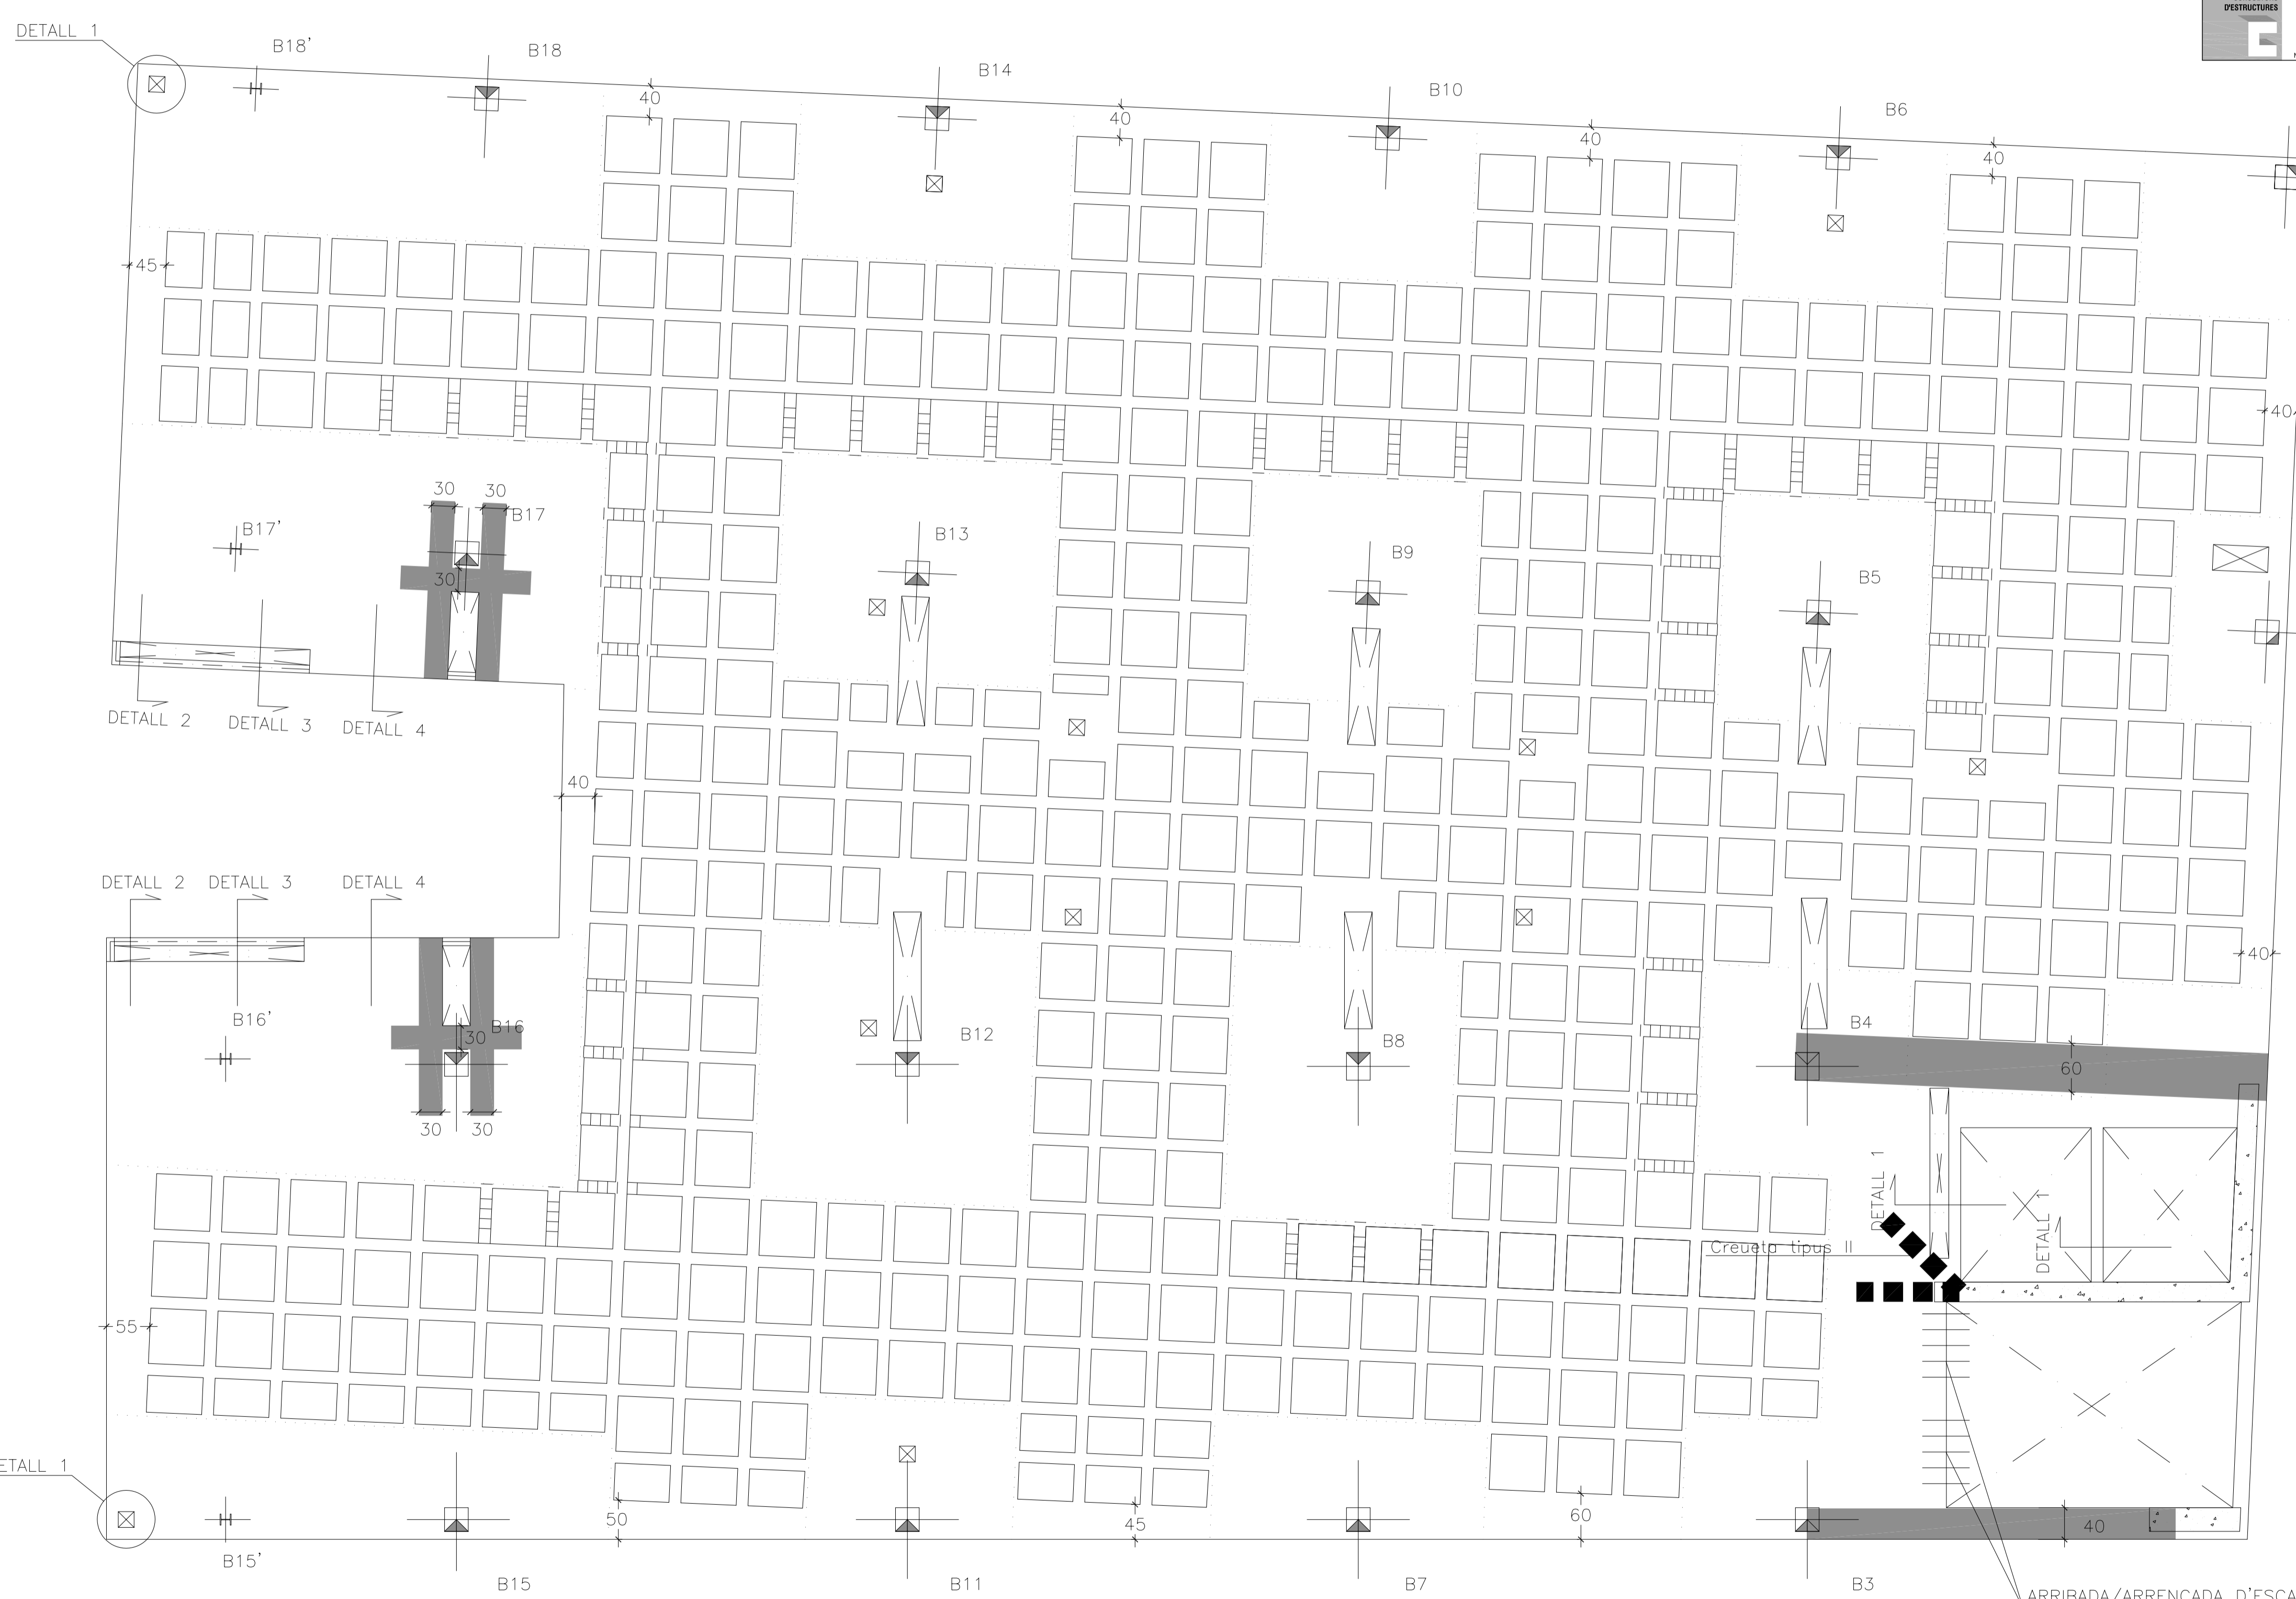 D'ESTRUCTURES
DETALL 1
B18'
B18
B14
B10
B6
40
40
40
40
45
40
30
30
B17
B17'
30
B13
B9
B5
DETALL 2
DETALL 3
DETALL 4
40
DETALL 2
DETALL 3
DETALL 4
40
B16'
B16
30
B12
B8
B4
60
30
30
DETALL 1
DETALL 1
Creueta tipus II
55
ETALL 1
50
45
60
40
B15'
B15
B11
B7
B3
ARRIBADA/ARRENCADA D'ESCA